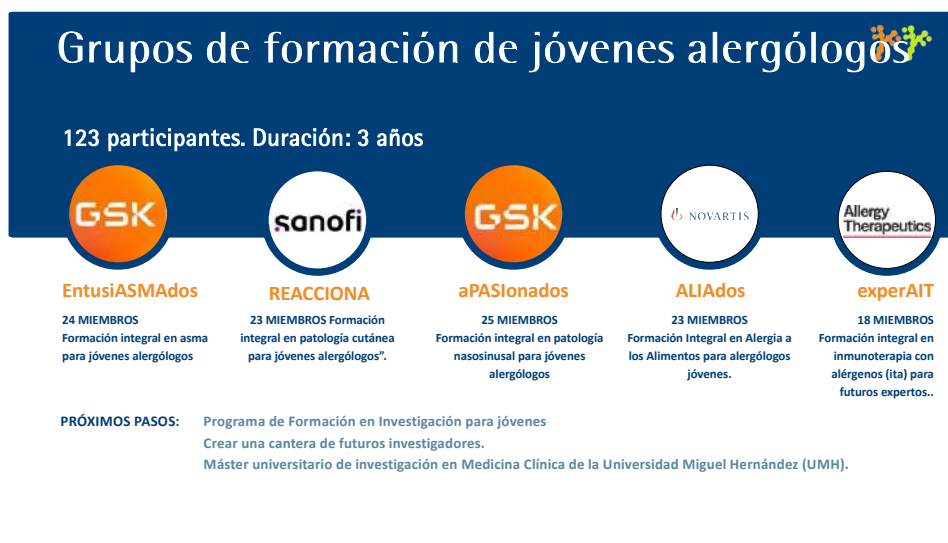 Grupos de formación de jóvenes alergólogos
123 participantes. Duración: 3 años
GSK
sanofi
GSK
NOVARTIS
Allergy
Therapeutics
EntusiASMAdos
24 MIEMBROS
Formación integral en asma
para jóvenes alergólogos
REACCIONA
23 MIEMBROS Formación
integral en patología cutánea
para jóvenes alergólogos”.
aPASIonados
25 MIEMBROS
Formación integral en patología
nasosinusal para jóvenes
alergólogos
ALIAdos
23 MIEMBROS
Formación Integral en Alergia a
los Alimentos para alergólogos
jóvenes.
experAIT
18 MIEMBROS
Formación integral en
inmunoterapia con
alérgenos (ita) para
futuros expertos..
PRÓXIMOS PASOS: Programa de Formación en Investigación para jóvenes
Crear una cantera de futuros investigadores.
Máster universitario de investigación en Medicina Clínica de la Universidad Miguel Hernández (UMH).